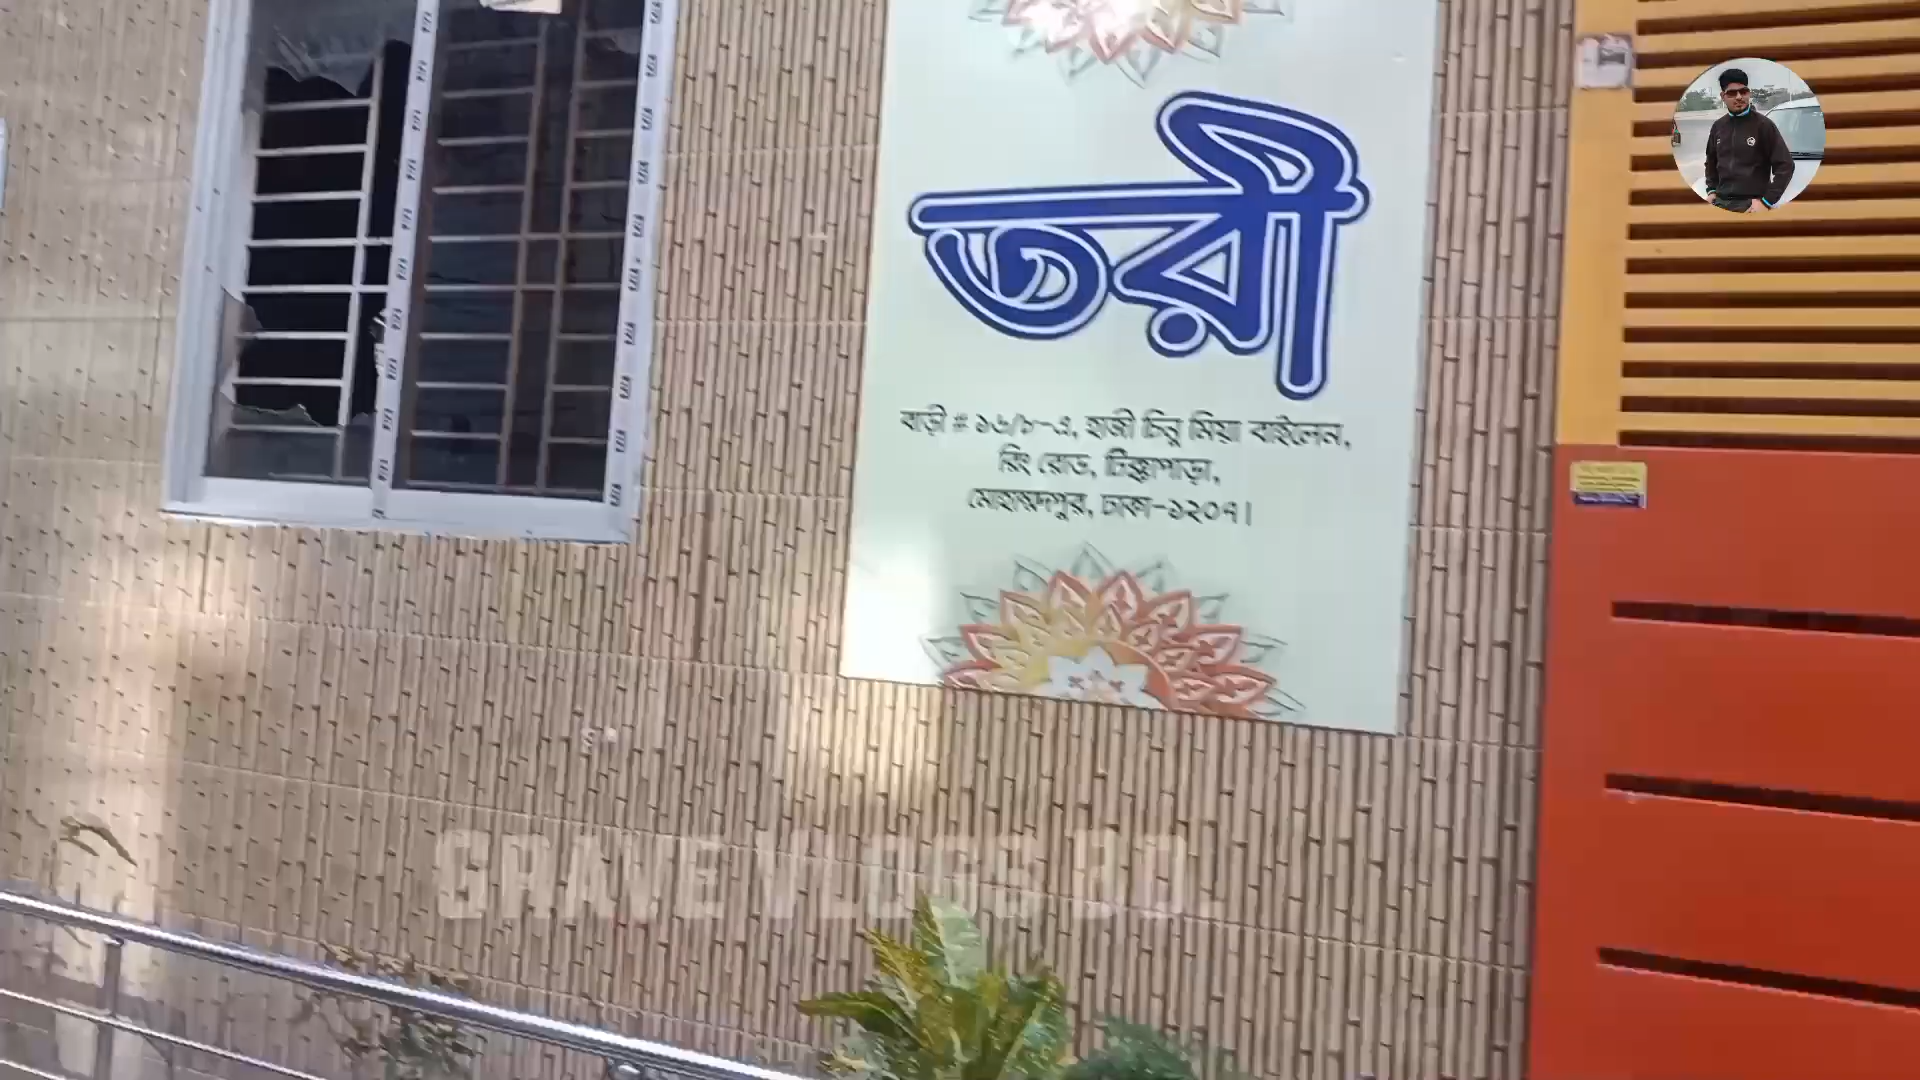 তরী
বাড়ী # ১৬/৮-এ, হাজী চিনু মিয়া বাইলেন,
রিং রোড, টিক্কাপাড়া,
মোহাম্মদপুর, ঢাকা-১২০৭।
GRAVE VLOGS BD.